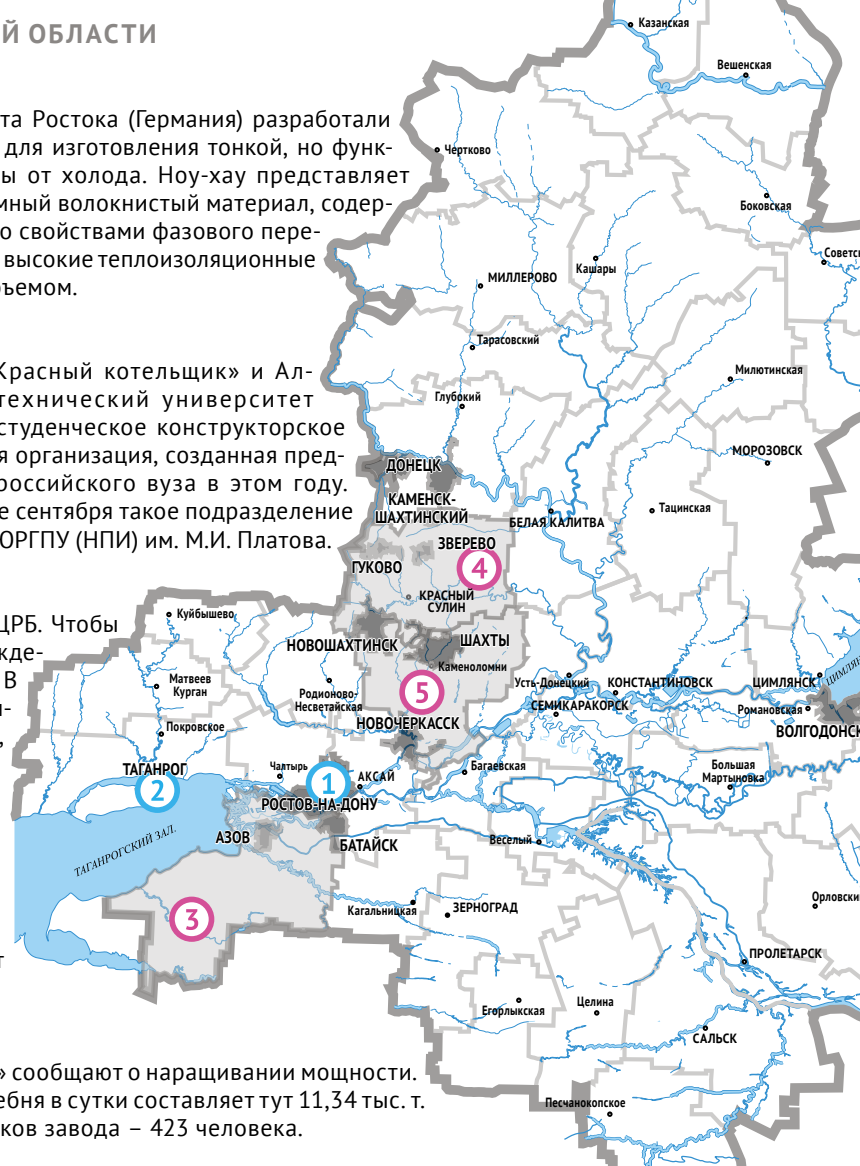 Й ОБЛАСТИ
та Ростока (Германия) разработали
для изготовления тонкой, но функ-
ы от холода. Ноу-хау представляет
мный волокнистый материал, содер-
о свойствами фазового пере-
высокие теплоизоляционные
ъемом.
Красный котельщик» и Ал-
технический университет
студенческое конструкторское
я организация, созданная пред-
российского вуза в этом году.
е сентября такое подразделение
ОРГПУ (НПИ) им. М.И. Платова.
ЦРБ. Чтобы
жде-
В
и-
,
т
» сообщают о наращивании мощности.
ебня в сутки составляет тут 11,34 тыс. т.
ков завода – 423 человека.
Казанская
Вешенская
Чертково
Боковская
Советс
Кашары
МИЛЛЕРОВО
Тарасовский
Милютинская
Глубокий
МОРОЗОВСК
ДОНЕЦК
КАМЕНСК-
ШАХТИНСКИЙ
Тацинская
БЕЛАЯ КАЛИТВА
ЗВЕРЕВО
4
ГУКОВО
КРАСНЫЙ
СУЛИН
Куйбышево
НОВОШАХТИНСК
ШАХТЫ
Каменоломни
Матвеев
Курган
Родионово-
Несветайская
5
Усть-Донецкий
КОНСТАНТИНОВСК
ЦИМЛЯНСК
ЦИМЛЯН
СЕМИКАРАКОРСК
Романовская
НОВОЧЕРКАССК
ВОЛГОДОНСК
Покровское
ТАГАНРОГ
2
Чалтырь
1
АКСАЙ
Багаевская
Большая
Мартыновка
РОСТОВ-НА-ДОНУ
ТАГАНРОГСКИЙ ЗАЛ.
АЗОВ
БАТАЙСК
Веселый
3
Кагальницкая
ЗЕРНОГРАД
Орловский
ПРОЛЕТАРСК
Егорлыкская
Целина
САЛЬСК
Песчанокопское